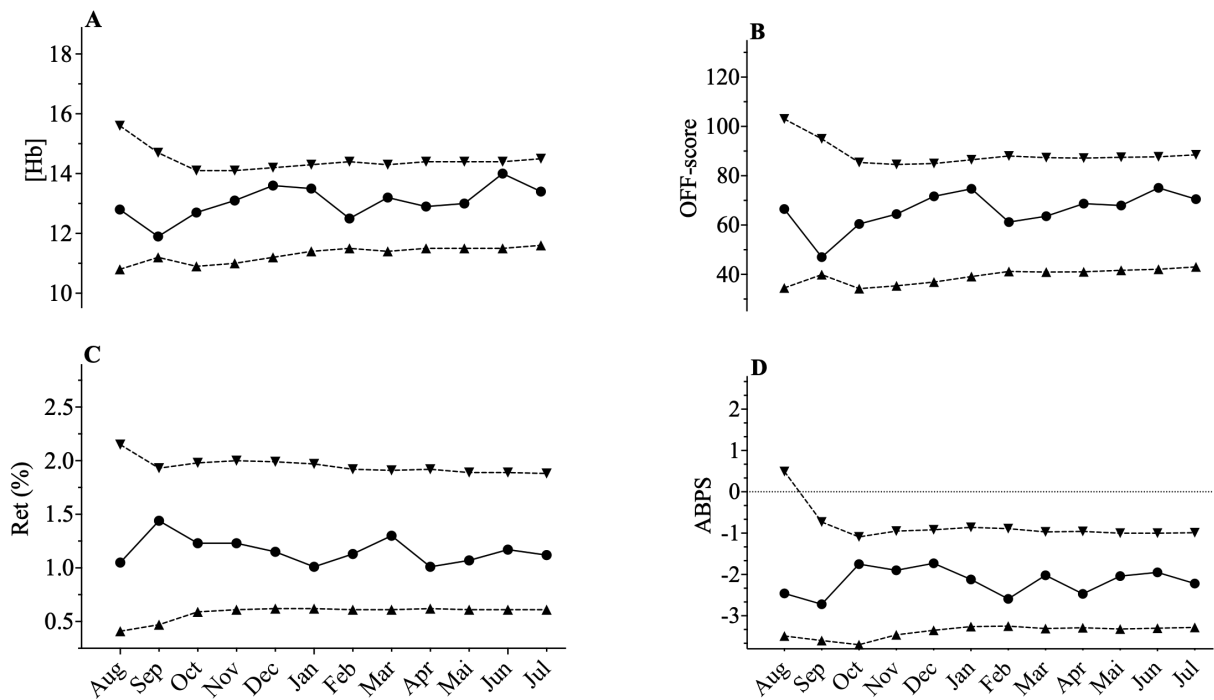 A
18
16
14
12
10
[Hb]
B
120
100
80
60
40
OFF-score
C
2.5
2.0
1.5
1.0
0.5
Ret (%)
Aug Sep Oct Nov Dec Jan Feb Mar Apr Mai Jun Jul
D
2
1
0
-1
-2
-3
ABPS
Aug Sep Oct Nov Dec Jan Feb Mar Apr Mai Jun Jul